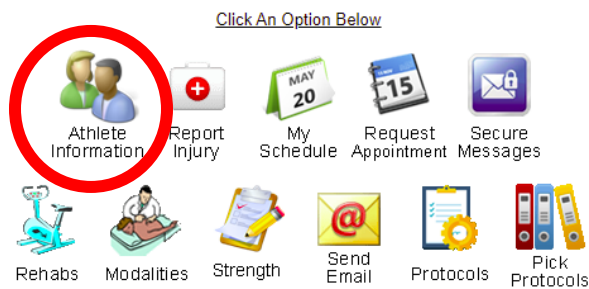 Click An Option Below
MAY
20
15
Athlete
Information
Report
Injury
My
Schedule
Request
Appointment
Secure
Messages
@
Rehabs
Modalities
Strength
Send
Email
Protocols
Pick
Protocols